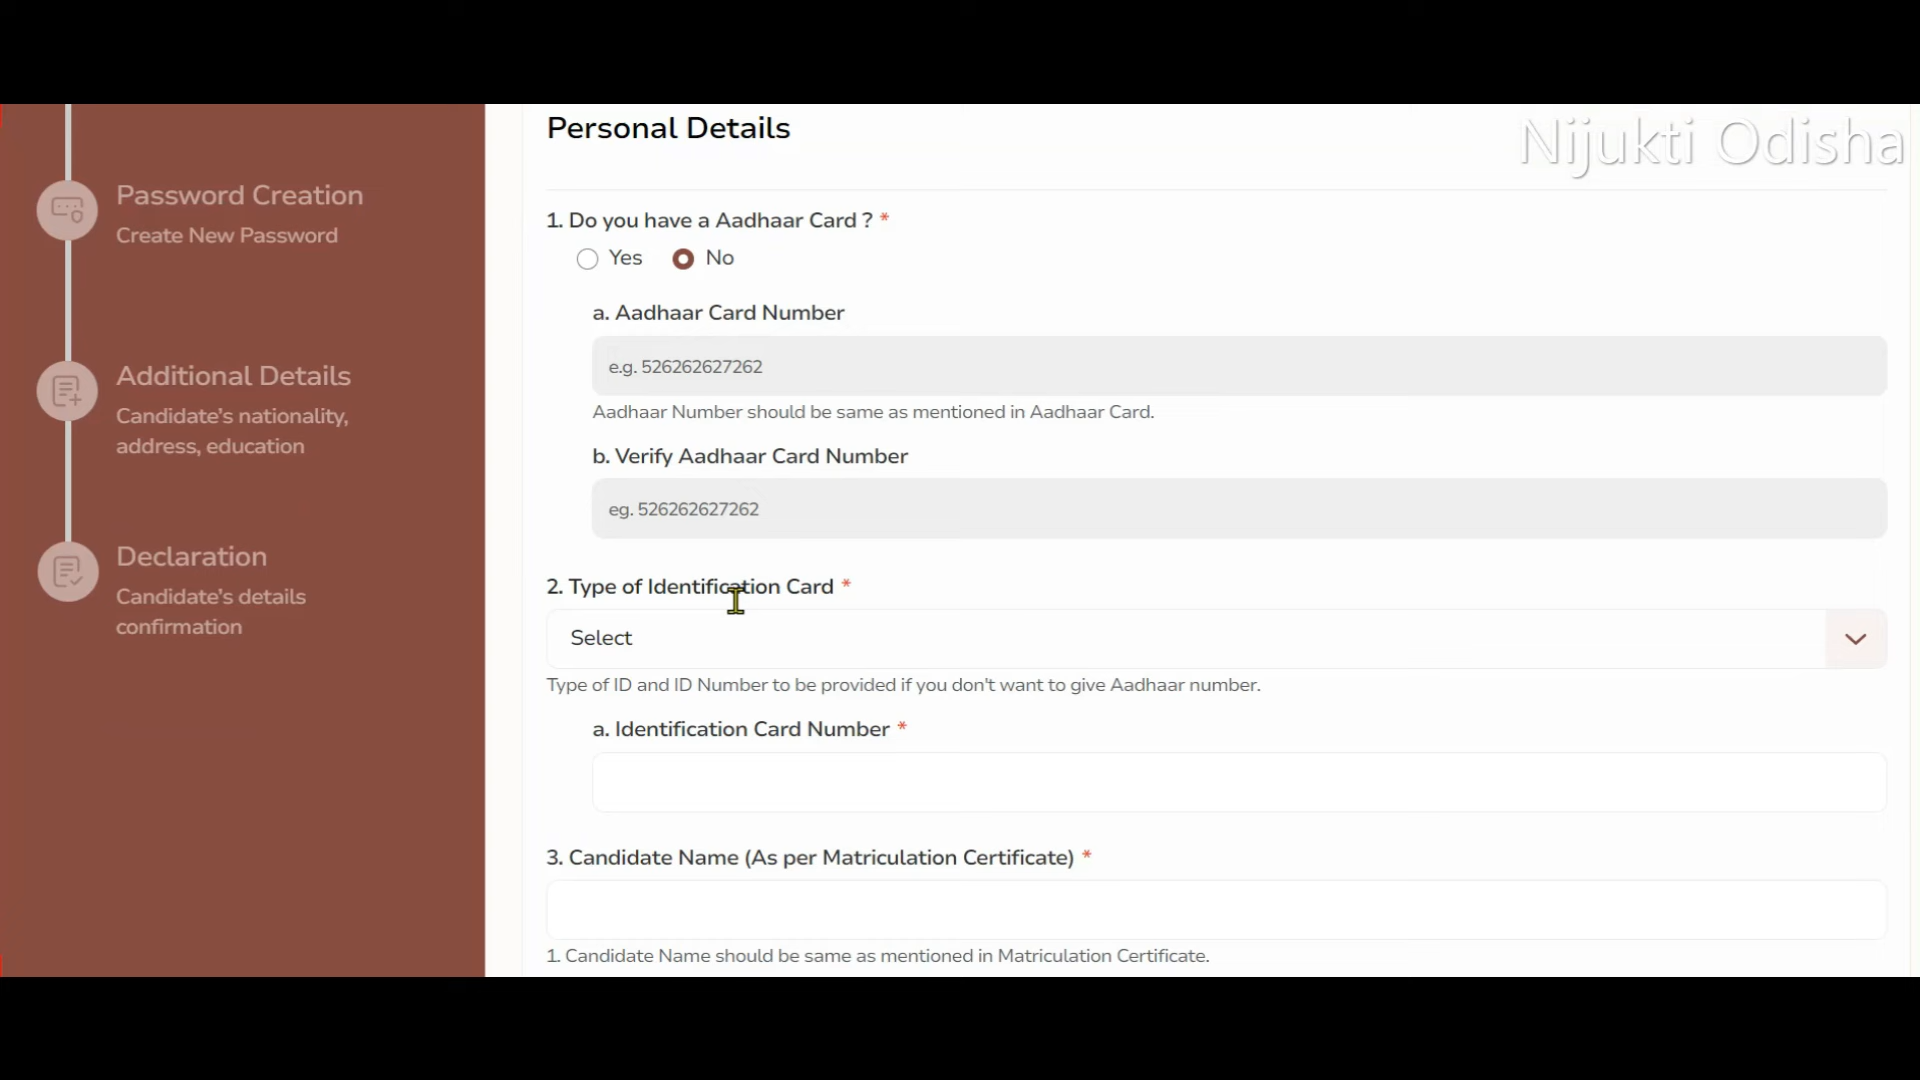 Personal Details
Nijukti Odisha
Password Creation
Create New Password
Additional Details
Candidate's nationality,
address, education
Declaration
Candidate's details
confirmation
1. Do you have a Aadhaar Card ? *
Yes No
a. Aadhaar Card Number
e.g. 526262627262
Aadhaar Number should be same as mentioned in Aadhaar Card.
b. Verify Aadhaar Card Number
eg. 526262627262
2. Type of Identification Card *
Select
Type of ID and ID Number to be provided if you don't want to give Aadhaar number.
a. Identification Card Number *
3. Candidate Name (As per Matriculation Certificate) *
1. Candidate Name should be same as mentioned in Matriculation Certificate.